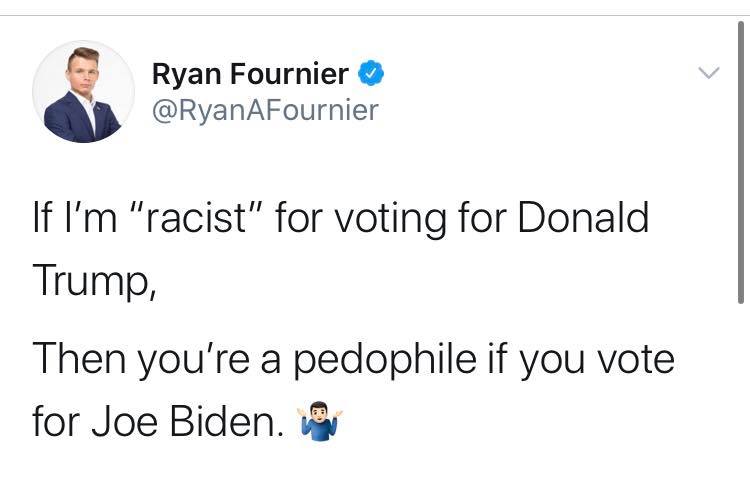 Ryan Fournier
@RyanAFournier
If I’m “racist” for voting for Donald
Trump,
Then you’re a pedophile if you vote
for Joe Biden. 🤷🏻‍♂️